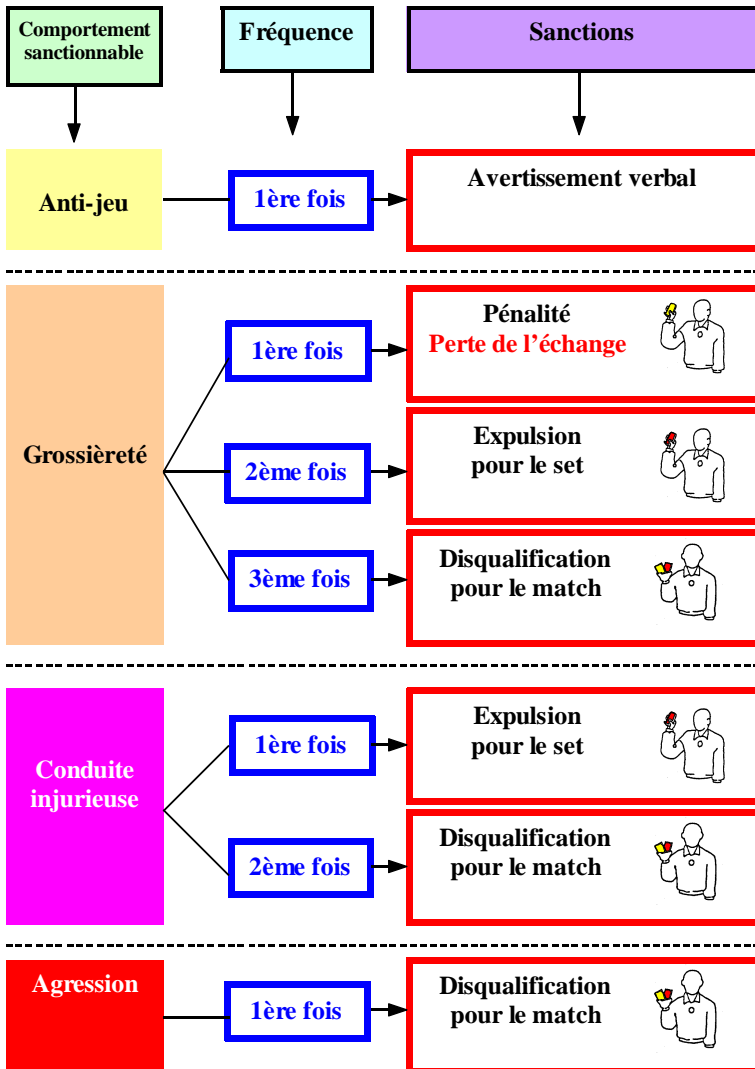 Comportement
sanctionnable
Fréquence
Sanctions
Anti-jeu
1ère fois
Avertissement verbal
Grossièreté
1ère fois
Pénalité
Perte de l'échange
2ème fois
Expulsion
pour le set
3ème fois
Disqualification
pour le match
Conduite
injurieuse
1ère fois
Expulsion
pour le set
2ème fois
Disqualification
pour le match
Agression
1ère fois
Disqualification
pour le match